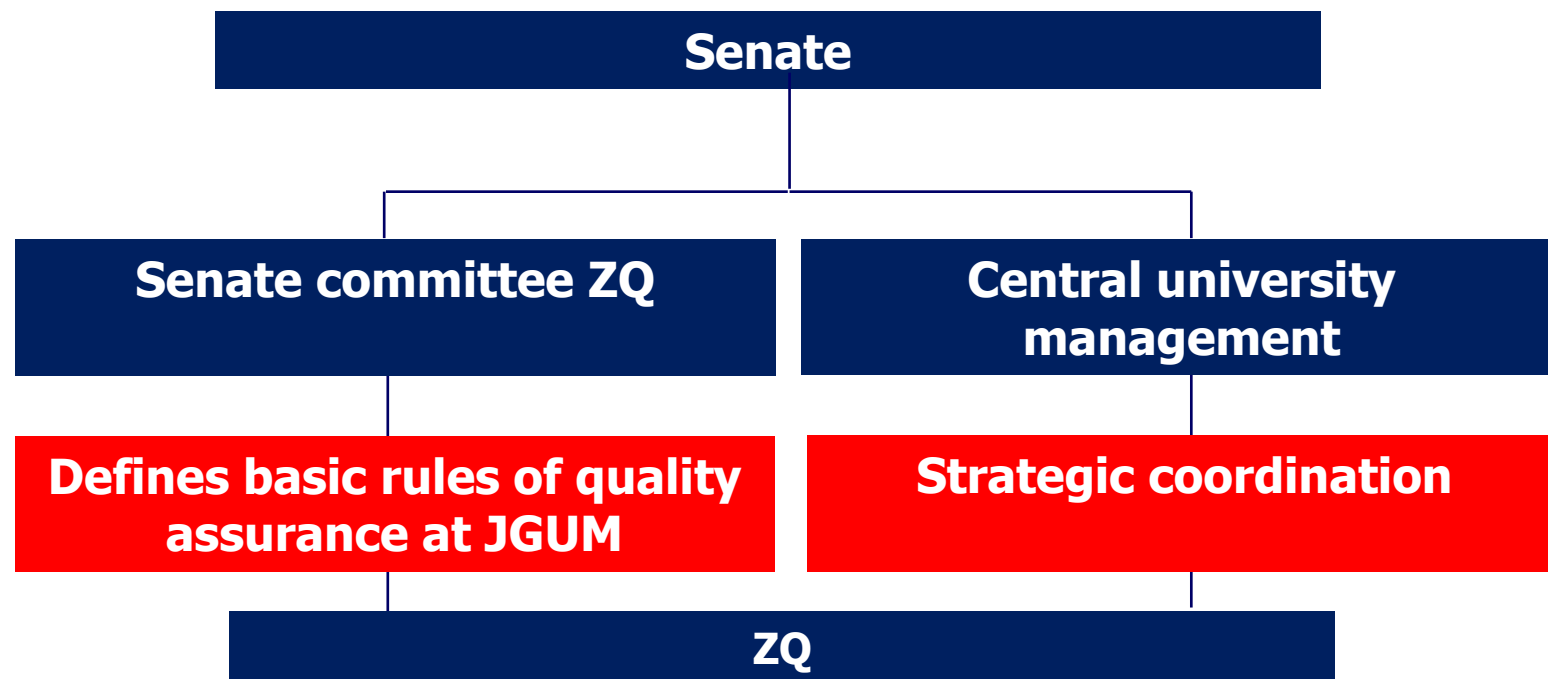 Senate
Senate committee ZQ
Central university
management
Defines basic rules of quality
assurance at JGUM
Strategic coordination
ZQ